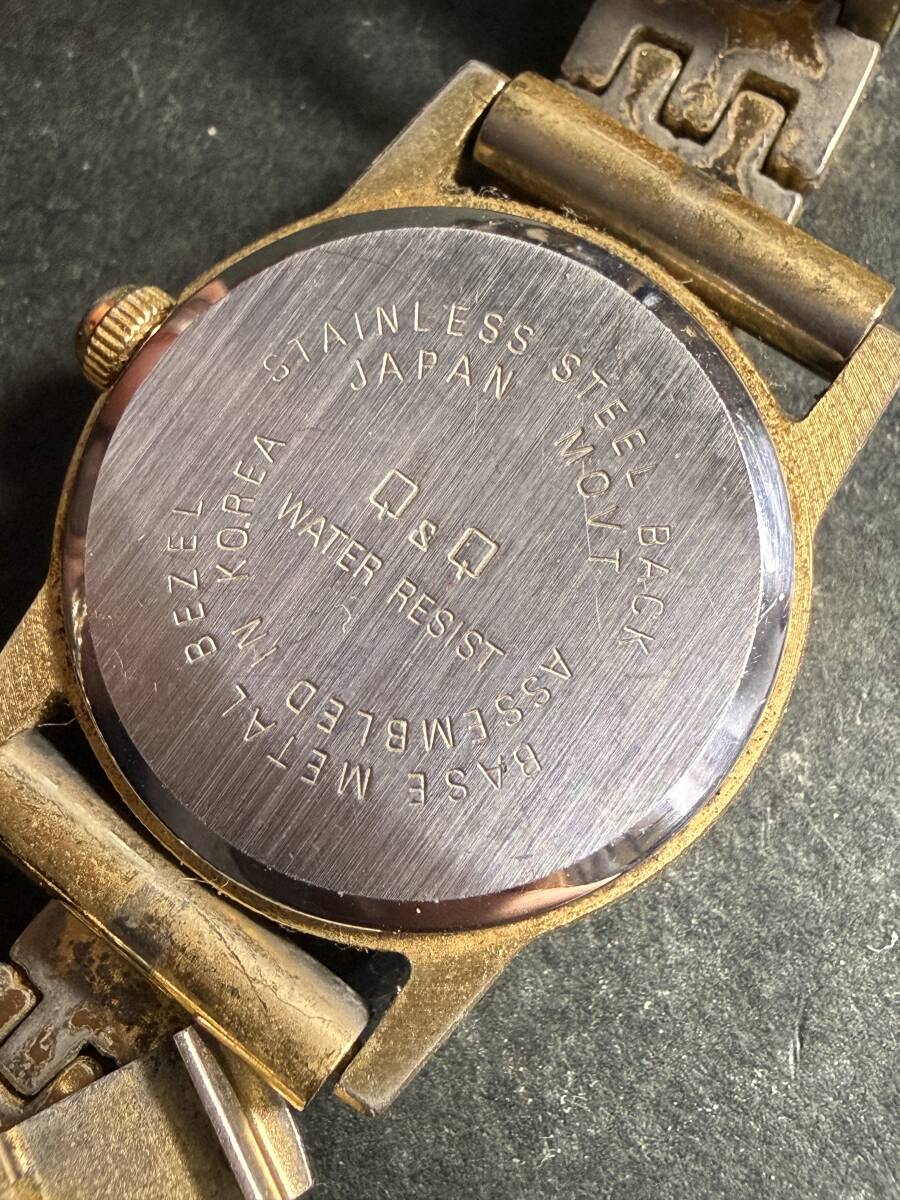 STAINLESS STEEL BACK
JAPAN MOVT
Q&Q
WATER RESIST
ASSEMBLED IN KOREA
BASE METAL BEZEL